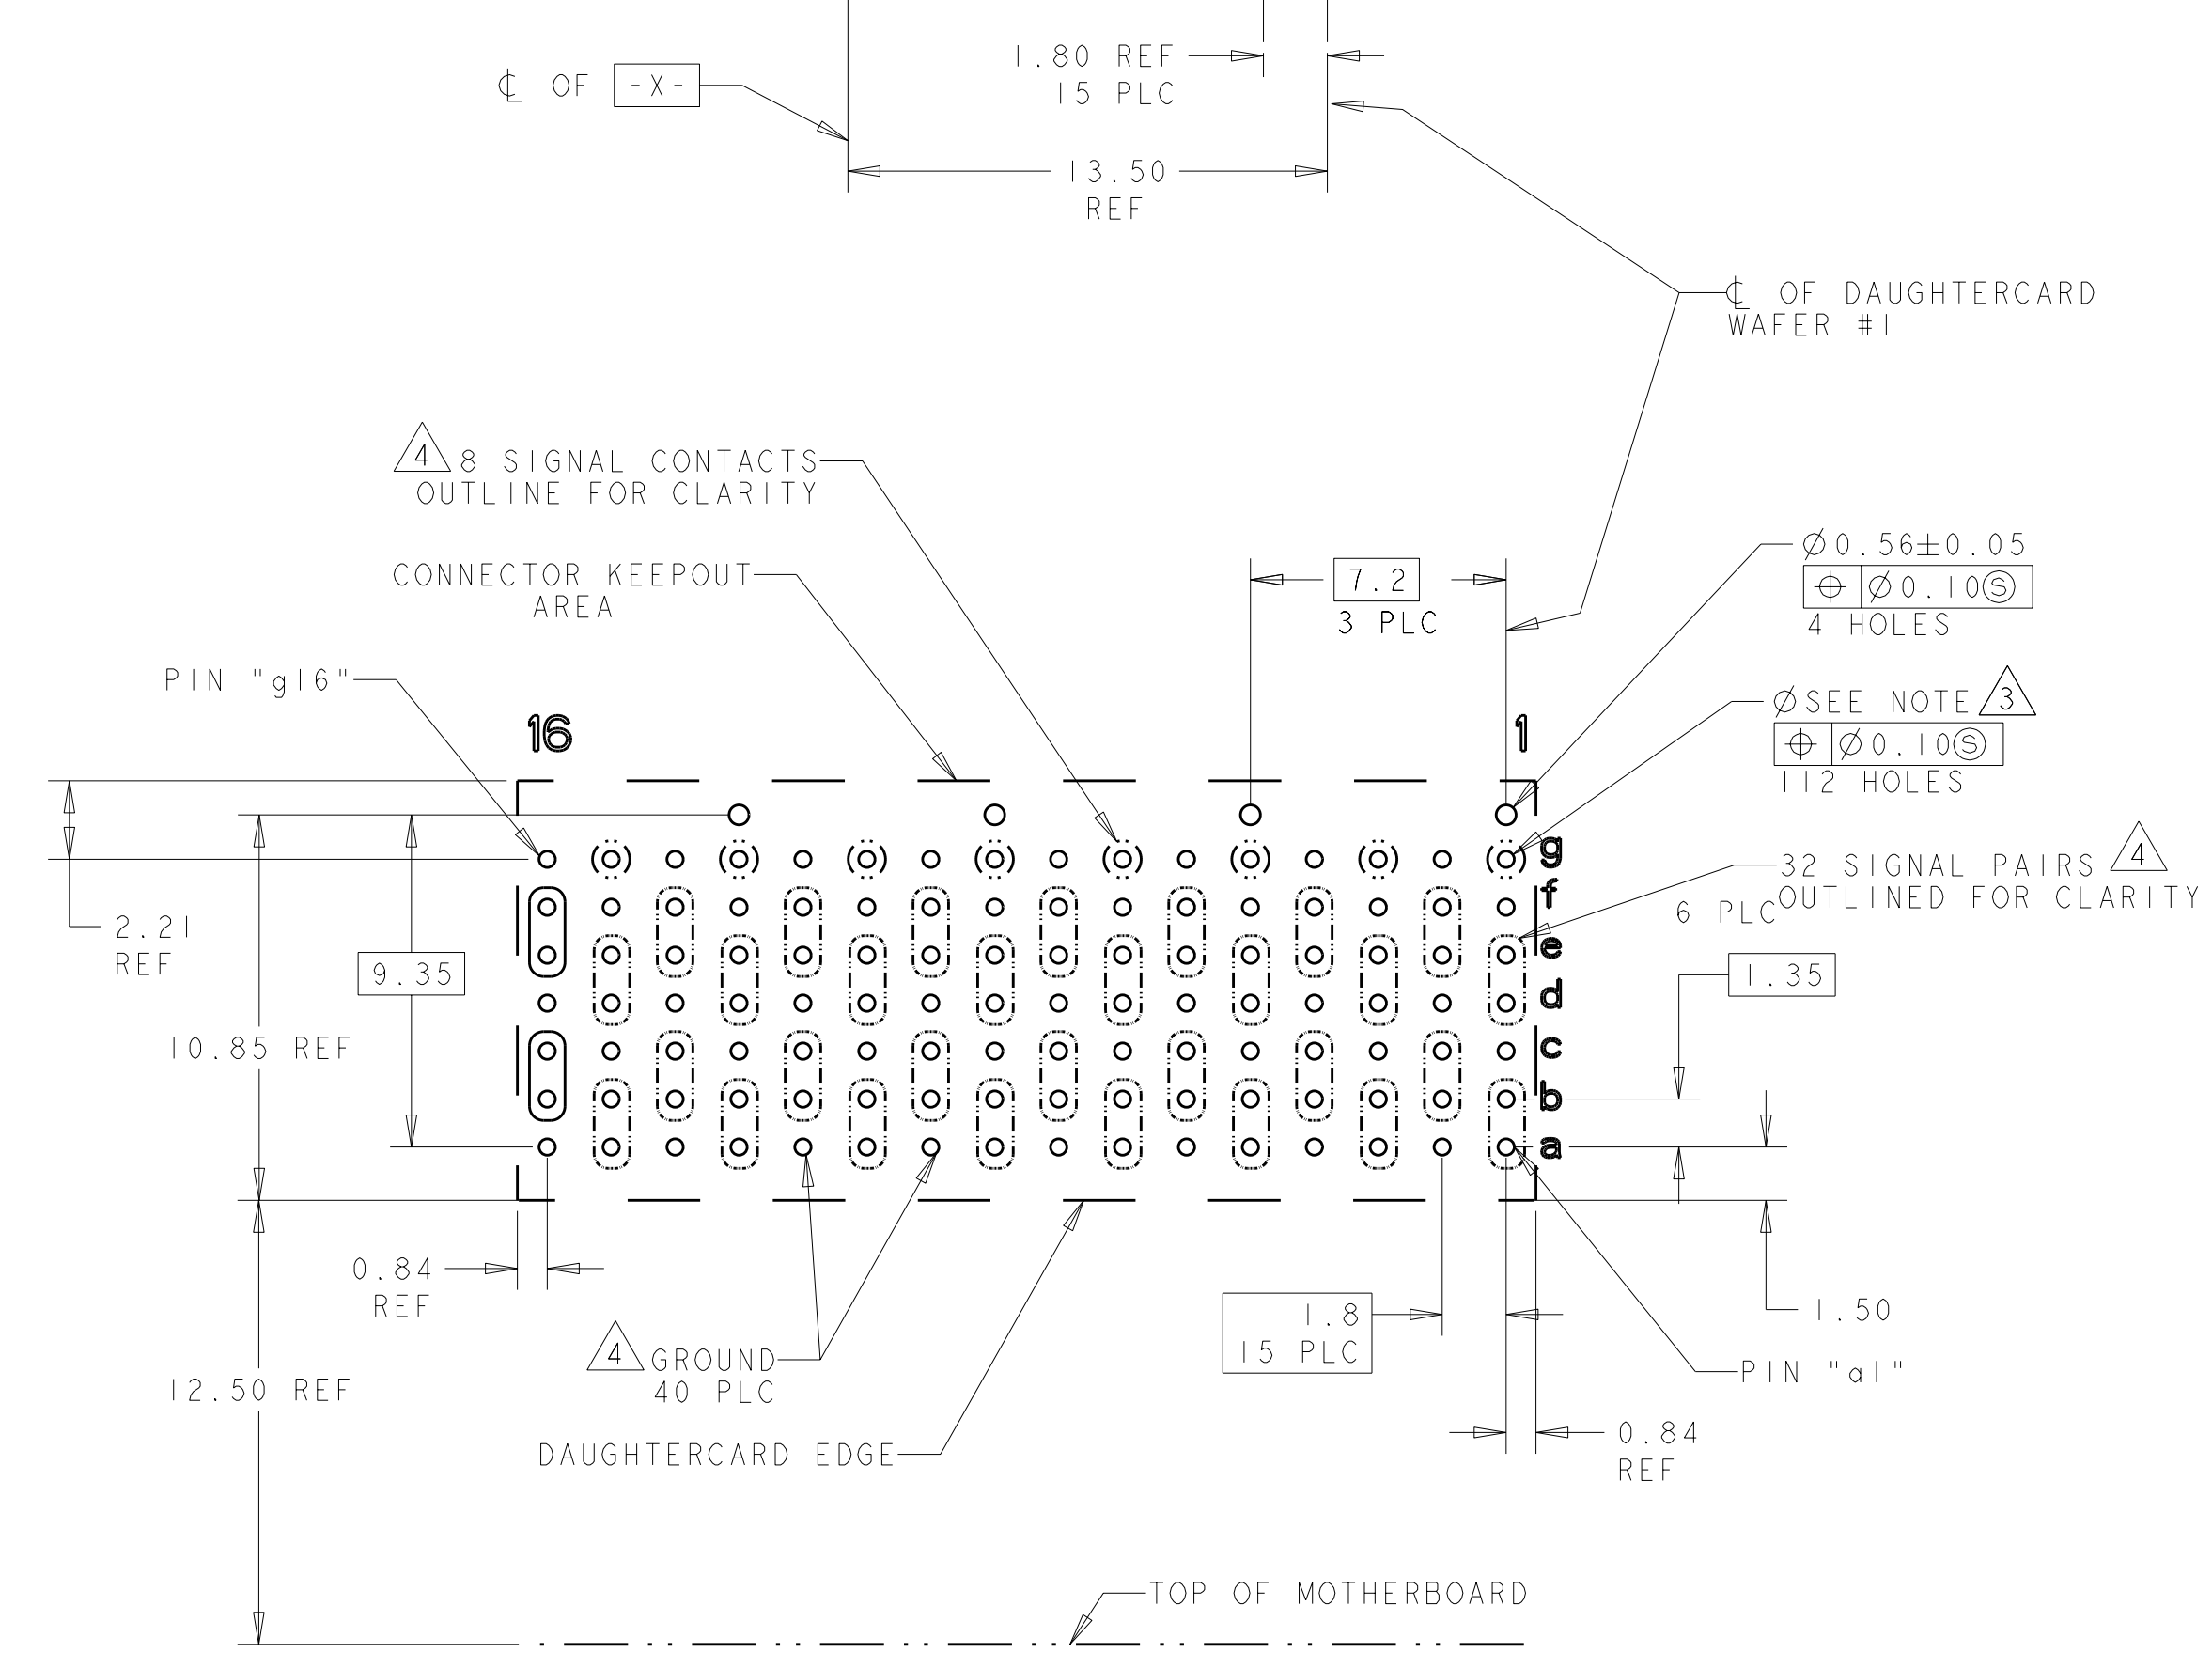 1.80 REF
15 PLC
℄ OF -X-
13.50
REF
℄ OF DAUGHTERCARD
WAFER #1
4 8 SIGNAL CONTACTS
OUTLINE FOR CLARITY
CONNECTOR KEEPOUT
AREA
7.2
3 PLC
⌀0.56±0.05
⌖ ⌀0.10Ⓢ
4 HOLES
PIN "g16"
⌀SEE NOTE 3
⌖ ⌀0.10Ⓢ
112 HOLES
16
1
g
f
e
d
c
b
a
32 SIGNAL PAIRS 4
OUTLINED FOR CLARITY
6 PLC
1.35
2.21
REF
9.35
10.85 REF
0.84
REF
1.8
15 PLC
1.50
4 GROUND
40 PLC
PIN "a1"
12.50 REF
0.84
REF
DAUGHTERCARD EDGE
TOP OF MOTHERBOARD